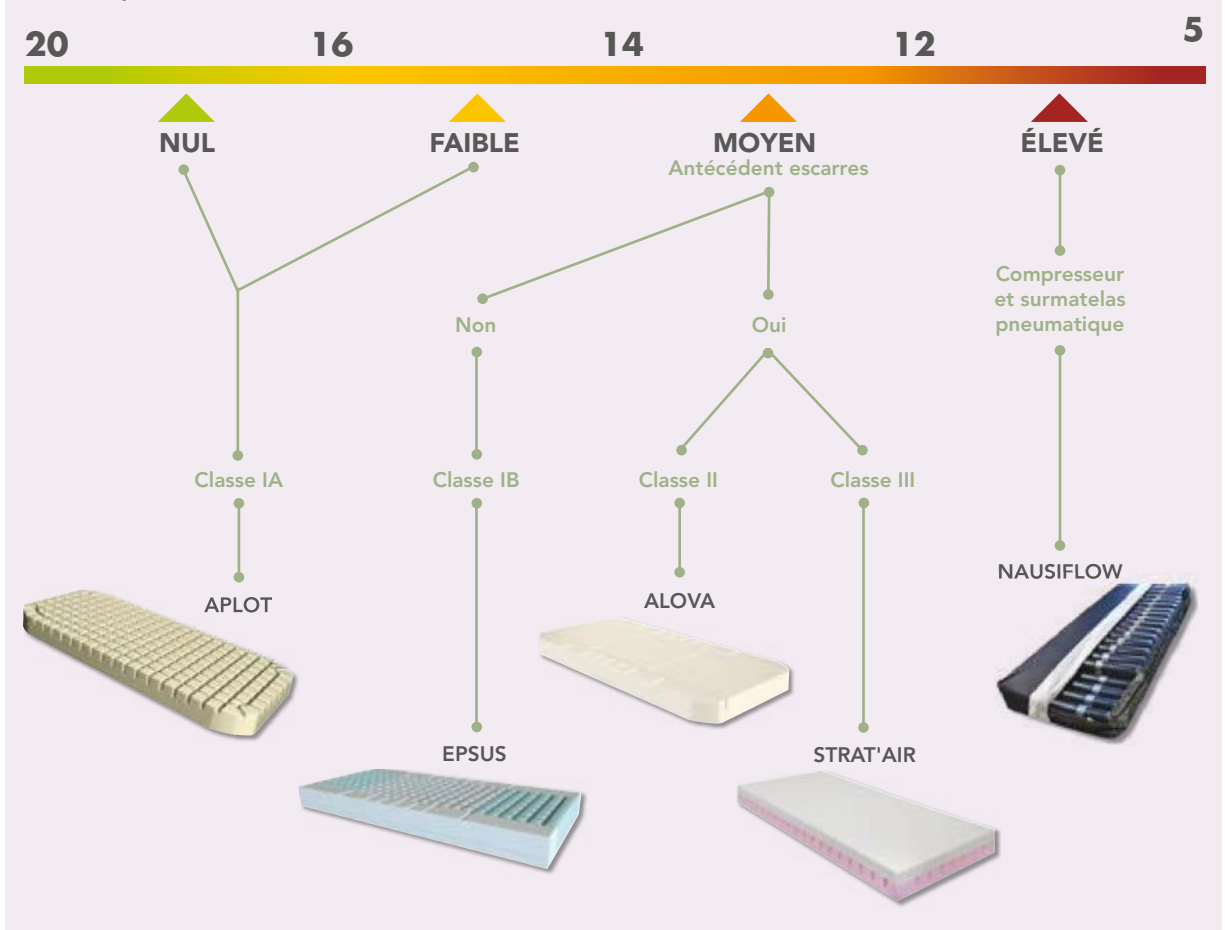 20 16 14 12 5
NUL FAIBLE MOYEN ÉLEVÉ
Antécédent escarres
Compresseur
et surmatelas
pneumatique
Non Oui
Classe IA Classe IB Classe II Classe III
NAUSIFLOW
APLOT ALOVA
EPSUS STRAT'AIR